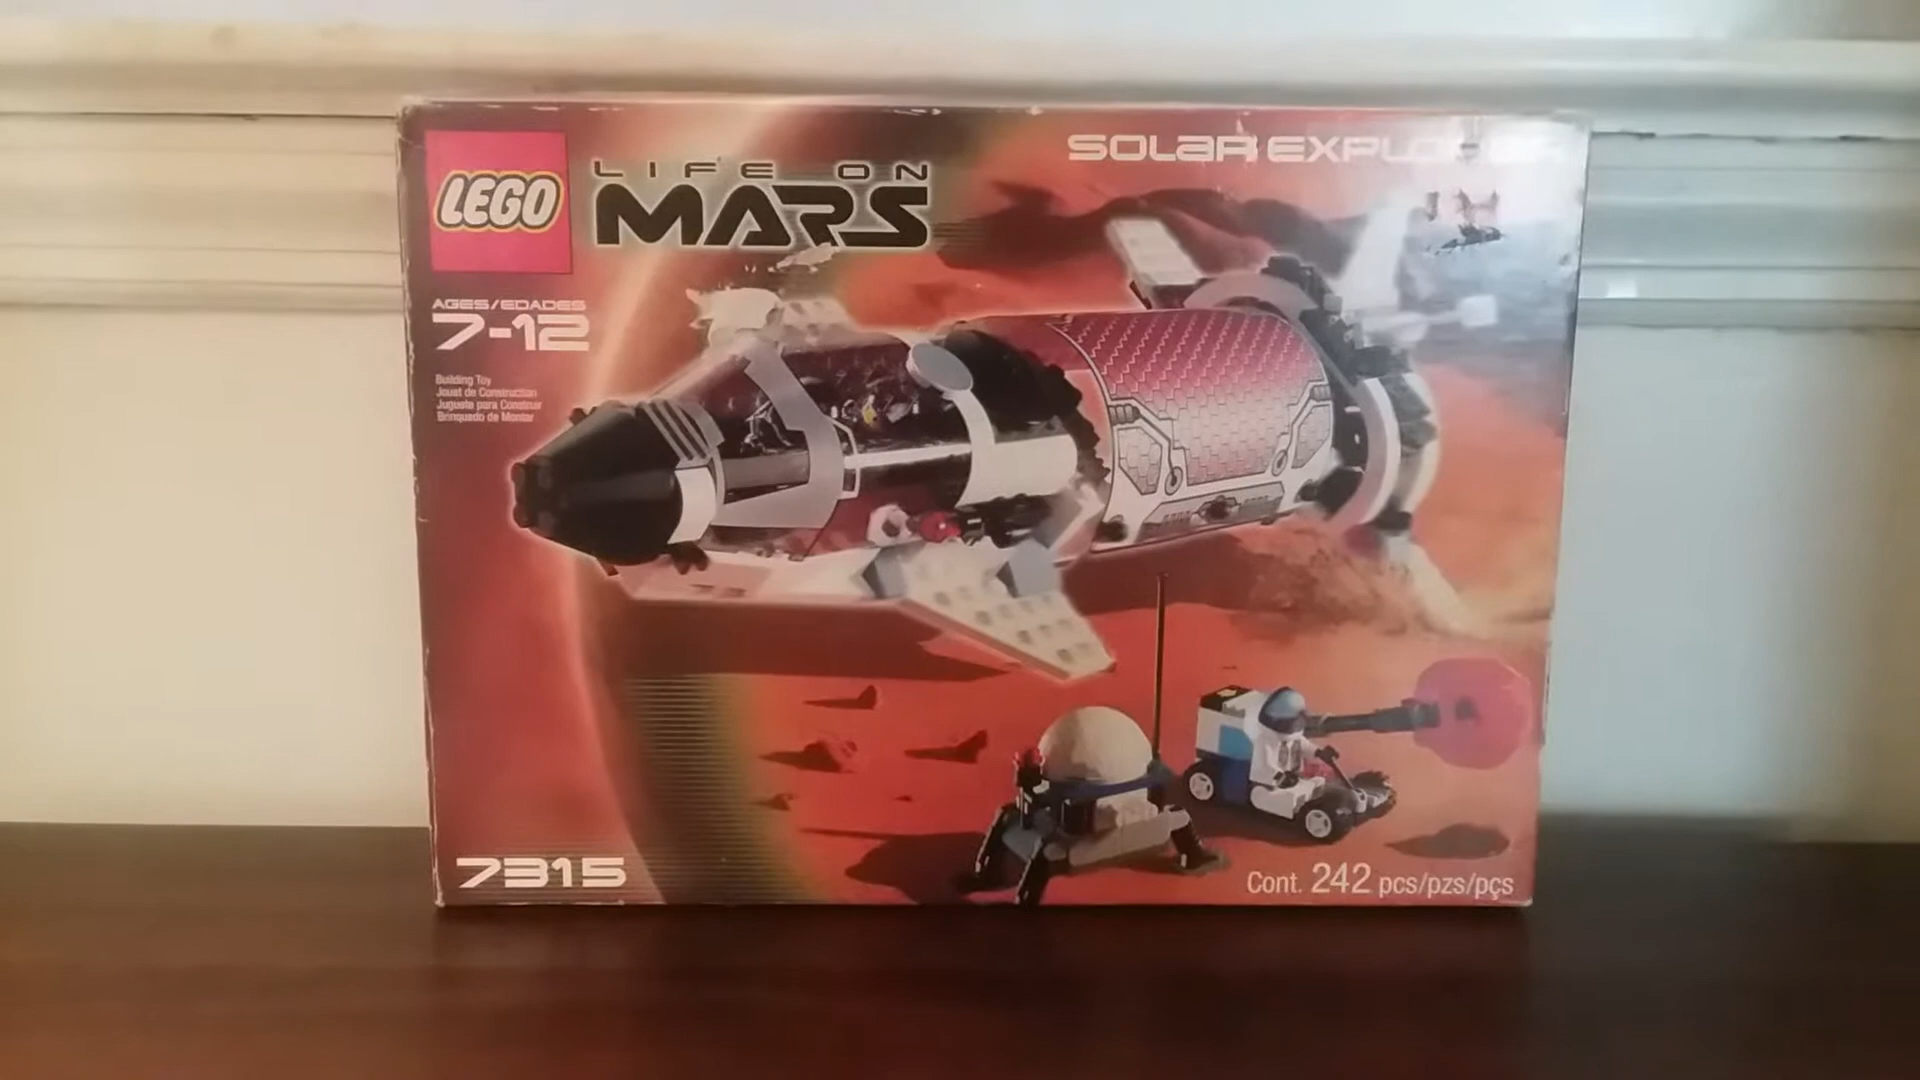 LEGO
LIFE ON
MARS
SOLAR
AGES/EDADES
7-12
Building Toy
Jouet de Construction
Juguete para Construir
Brinquedo de Montar
7315
Cont. 242 pcs/pzs/pçs